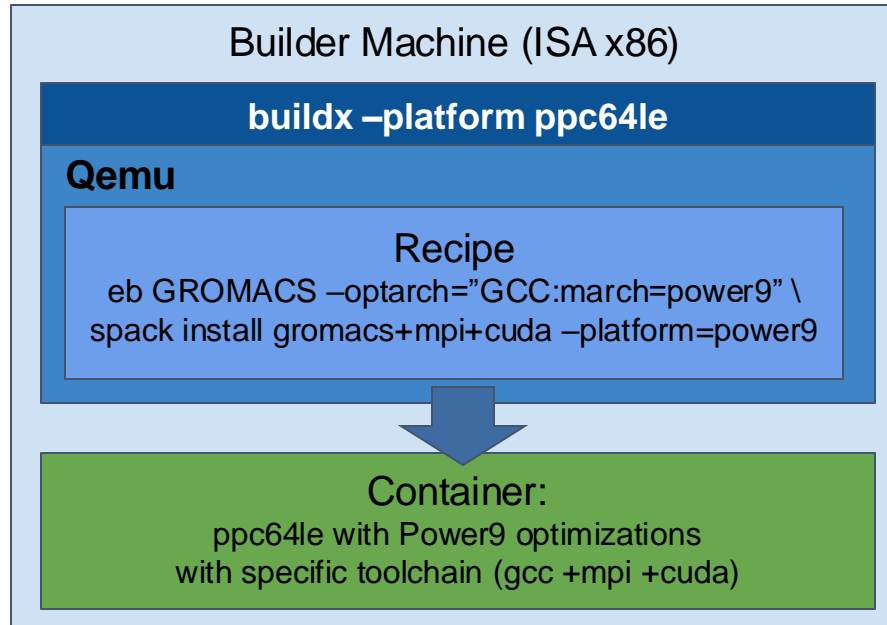 Builder Machine (ISA x86)
buildx –platform ppc64le
Qemu
Recipe
eb GROMACS –optarch=”GCC:march=power9” \
spack install gromacs+mpi+cuda –platform=power9
Container:
ppc64le with Power9 optimizations
with specific toolchain (gcc +mpi +cuda)